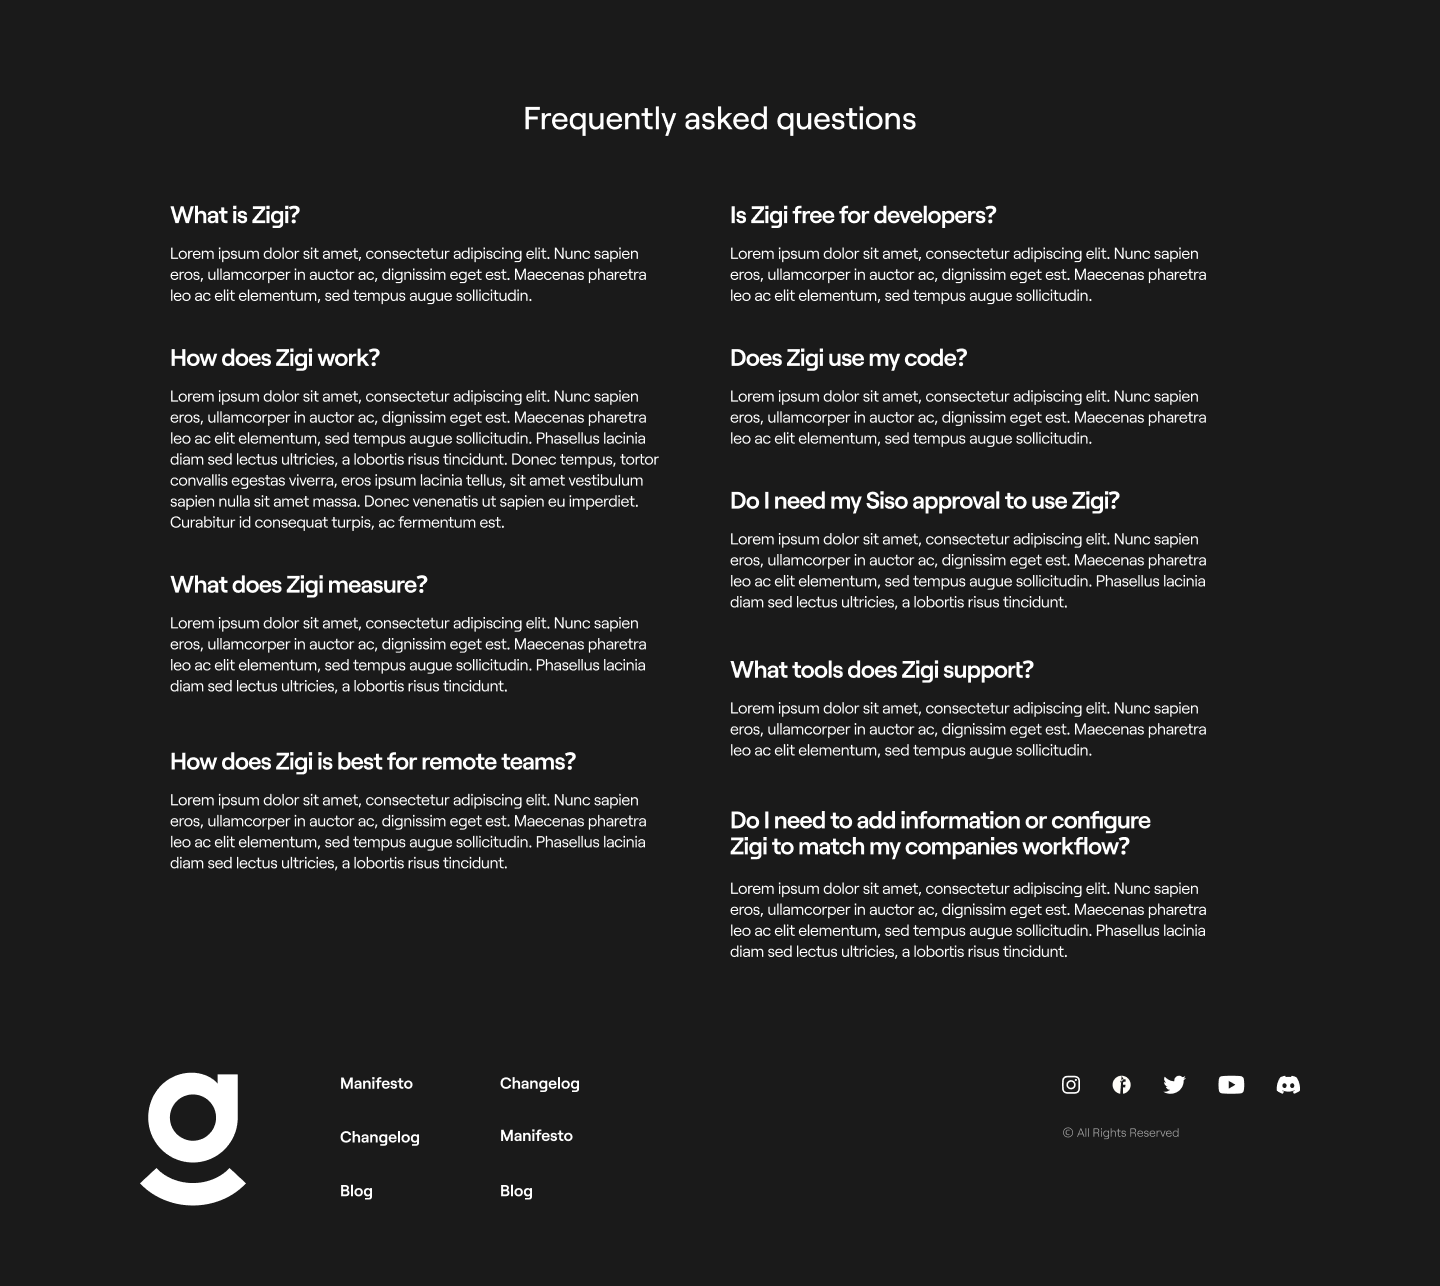 Frequently asked questions
What is Zigi?
Lorem ipsum dolor sit amet, consectetur adipiscing elit. Nunc sapien
eros, ullamcorper in auctor ac, dignissim eget est. Maecenas pharetra
leo ac elit elementum, sed tempus augue sollicitudin.
How does Zigi work?
Lorem ipsum dolor sit amet, consectetur adipiscing elit. Nunc sapien
eros, ullamcorper in auctor ac, dignissim eget est. Maecenas pharetra
leo ac elit elementum, sed tempus augue sollicitudin. Phasellus lacinia
diam sed lectus ultricies, a lobortis risus tincidunt. Donec tempus, tortor
convallis egestas viverra, eros ipsum lacinia tellus, sit amet vestibulum
sapien nulla sit amet massa. Donec venenatis ut sapien eu imperdiet.
Curabitur id consequat turpis, ac fermentum est.
What does Zigi measure?
Lorem ipsum dolor sit amet, consectetur adipiscing elit. Nunc sapien
eros, ullamcorper in auctor ac, dignissim eget est. Maecenas pharetra
leo ac elit elementum, sed tempus augue sollicitudin. Phasellus lacinia
diam sed lectus ultricies, a lobortis risus tincidunt.
How does Zigi is best for remote teams?
Lorem ipsum dolor sit amet, consectetur adipiscing elit. Nunc sapien
eros, ullamcorper in auctor ac, dignissim eget est. Maecenas pharetra
leo ac elit elementum, sed tempus augue sollicitudin. Phasellus lacinia
diam sed lectus ultricies, a lobortis risus tincidunt.
Is Zigi free for developers?
Lorem ipsum dolor sit amet, consectetur adipiscing elit. Nunc sapien
eros, ullamcorper in auctor ac, dignissim eget est. Maecenas pharetra
leo ac elit elementum, sed tempus augue sollicitudin.
Does Zigi use my code?
Lorem ipsum dolor sit amet, consectetur adipiscing elit. Nunc sapien
eros, ullamcorper in auctor ac, dignissim eget est. Maecenas pharetra
leo ac elit elementum, sed tempus augue sollicitudin.
Do I need my Siso approval to use Zigi?
Lorem ipsum dolor sit amet, consectetur adipiscing elit. Nunc sapien
eros, ullamcorper in auctor ac, dignissim eget est. Maecenas pharetra
leo ac elit elementum, sed tempus augue sollicitudin. Phasellus lacinia
diam sed lectus ultricies, a lobortis risus tincidunt.
What tools does Zigi support?
Lorem ipsum dolor sit amet, consectetur adipiscing elit. Nunc sapien
eros, ullamcorper in auctor ac, dignissim eget est. Maecenas pharetra
leo ac elit elementum, sed tempus augue sollicitudin.
Do I need to add information or configure
Zigi to match my companies workflow?
Lorem ipsum dolor sit amet, consectetur adipiscing elit. Nunc sapien
eros, ullamcorper in auctor ac, dignissim eget est. Maecenas pharetra
leo ac elit elementum, sed tempus augue sollicitudin. Phasellus lacinia
diam sed lectus ultricies, a lobortis risus tincidunt.
g
Manifesto
Changelog
Blog
Changelog
Manifesto
Blog
© All Rights Reserved